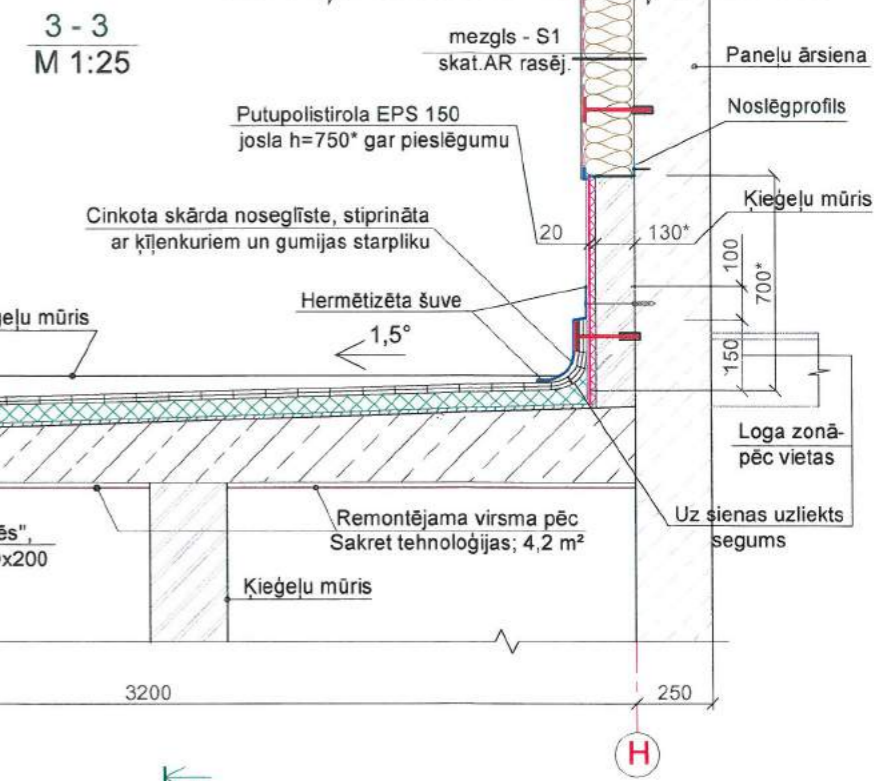 3 - 3
M 1:25
mezgls - S1
skat.AR rasēj.
Paneļu ārsiena
Putupolistirola EPS 150
josla h=750* gar pieslēgumu
Noslēgprofils
Cinkota skārda noseglīste, stiprināta
ar ķīļenkuriem un gumijas starpliku
Ķieģeļu mūris
20
130*
100
700*
150
Hermētizēta šuve
mūris
1,5°
Loga zonā-
pēc vietas
Remontējama virsma pēc
Sakret tehnoloģijas; 4,2 m²
Uz sienas uzliekts
segums
ēs",
x200
Ķieģeļu mūris
3200
250
H